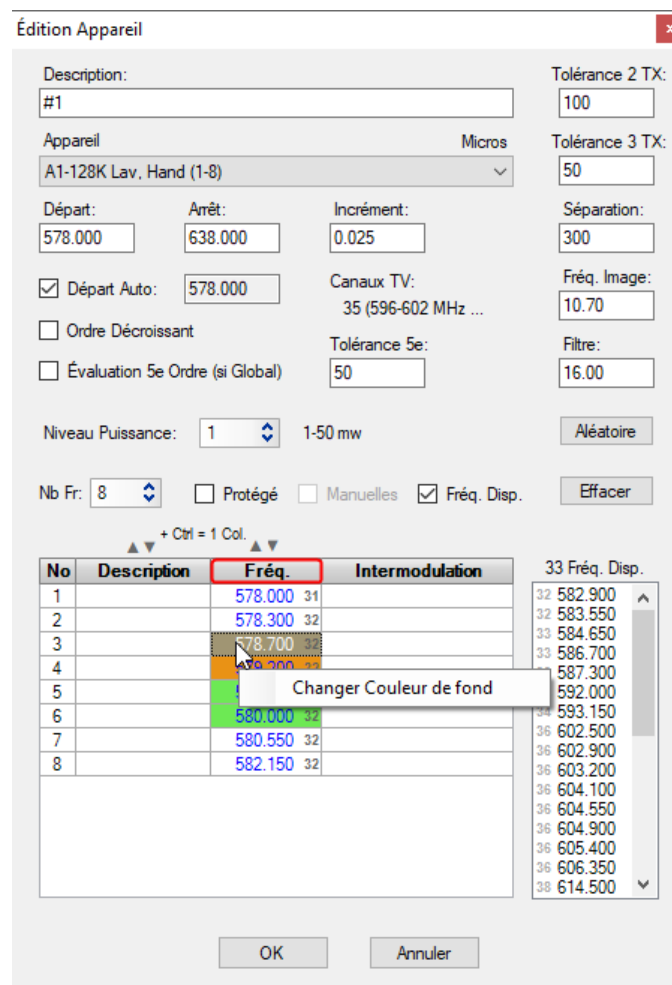 Édition Appareil
Description: Tolérance 2 TX:
#1 100
Appareil Micros Tolérance 3 TX:
A1-128K Lav, Hand (1-8) 50
Départ: Arrêt: Incrément: Séparation:
578.000 638.000 0.025 300
Départ Auto: 578.000 Canaux TV: Fréq. Image:
35 (596-602 MHz ... 10.70
Ordre Décroissant Tolérance 5e: Filtre:
Évaluation 5e Ordre (si Global) 50 16.00
Niveau Puissance: 1 1-50 mw Aléatoire
Nb Fr: 8 Protégé Manuelles Fréq. Disp. Effacer
+ Ctrl = 1 Col.
No Description Fréq. Intermodulation 33 Fréq. Disp.
1 578.000 31 32 582.900
2 578.300 32 32 583.550
3 578.700 32 33 584.650
4 33 586.700
Changer Couleur de fond 587.300
5 592.000
6 580.000 32 34 593.150
7 580.550 32 36 602.500
8 582.150 32 36 602.900
36 603.200
36 604.100
36 604.550
36 604.900
36 605.400
36 606.350
38 614.500
OK Annuler